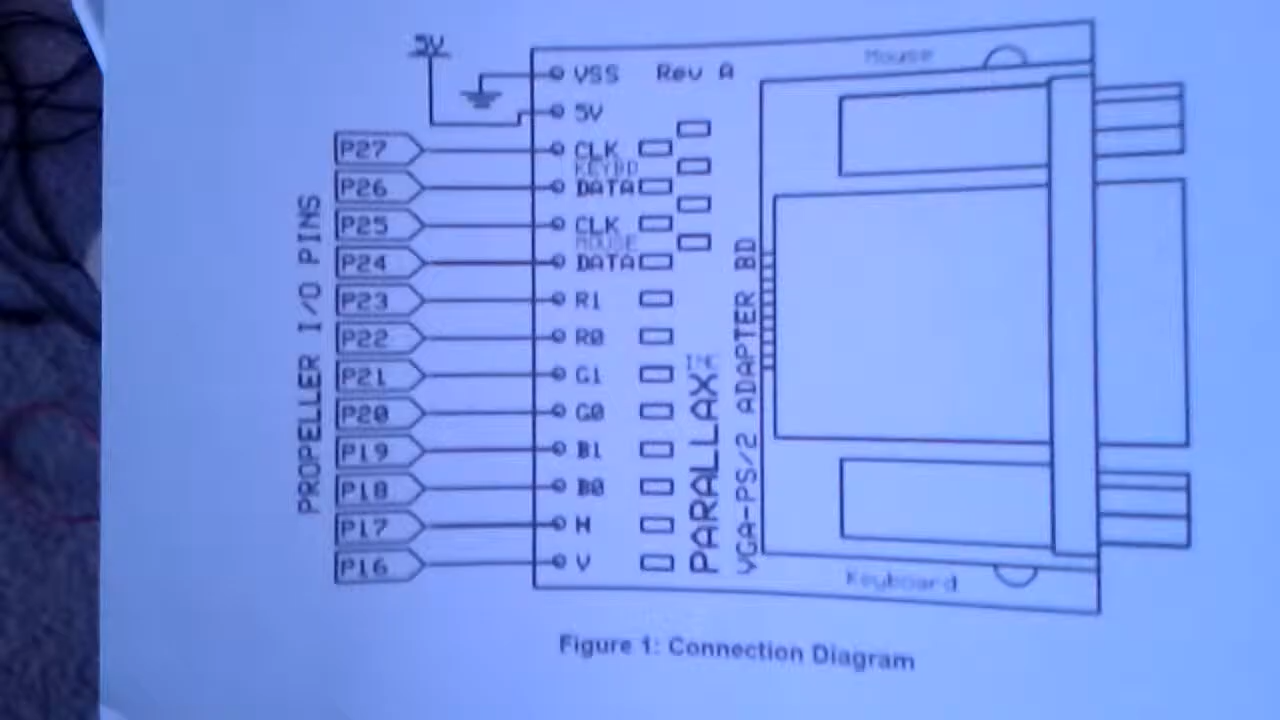 5V
VSS Rev A
5V
P27 CLK
KEYBD
P26 DATA
P25 CLK
MOUSE
P24 DATA
P23 R1
P22 R0
P21 G1
P20 G0
P19 B1
P18 B0
P17 H
P16 V
PROPELLER I/O PINS
PARALLAX INC
VGA-PS/2 ADAPTER BD
Mouse
Keyboard
Figure 1: Connection Diagram